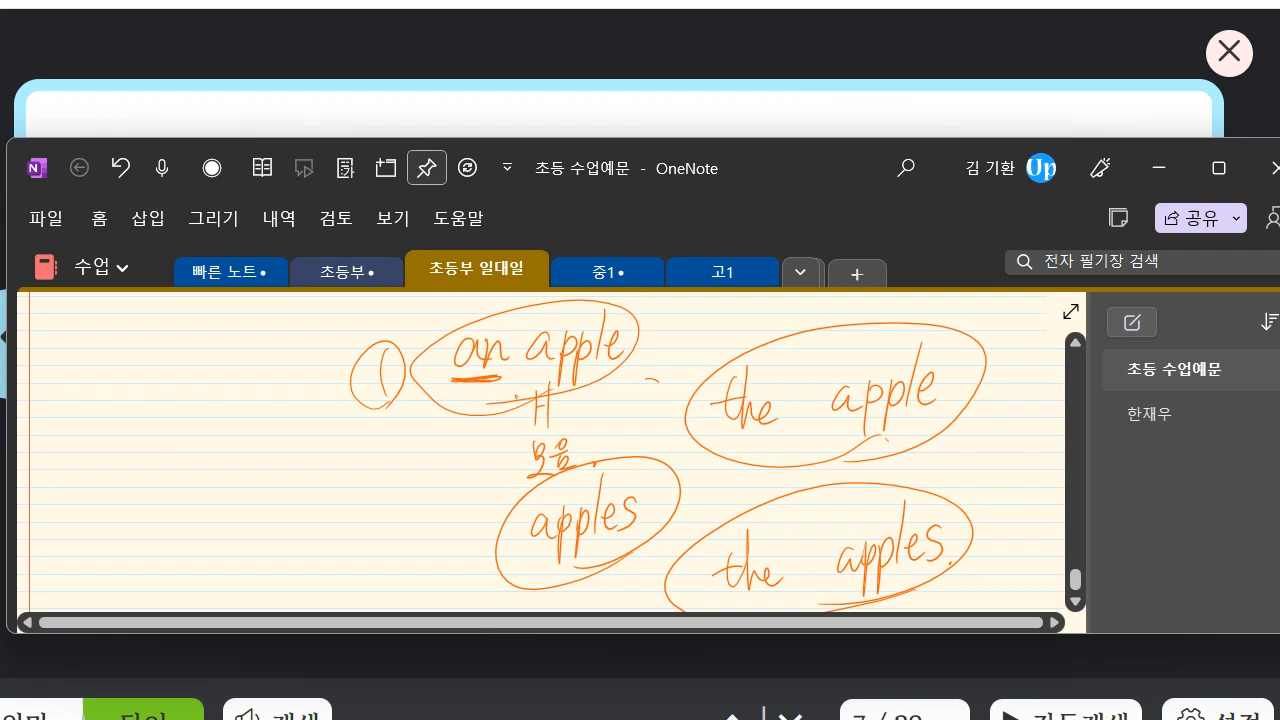 초등 수업예문 - OneNote
김 기환
Up
파일 홈 삽입 그리기 내역 검토 보기 도움말
공유
수업
빠른 노트
초등부
초등부 일대일
중1
고1
전자 필기장 검색
초등 수업예문
한재우
① an apple
the apple
모음
apples
the apples.